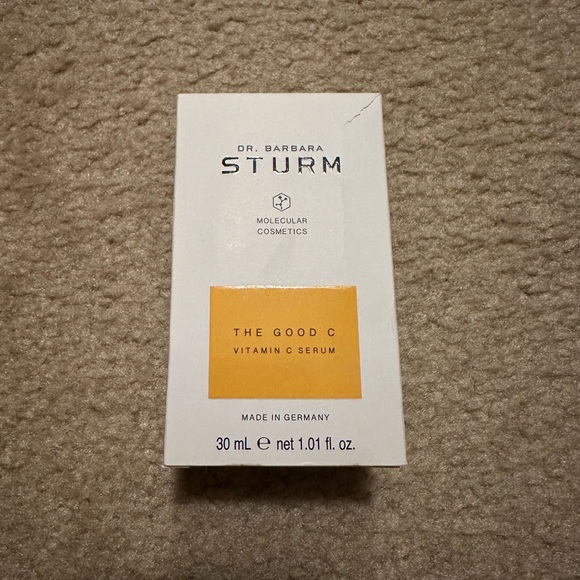 DR. BARBARA
STURM
MOLECULAR
COSMETICS
THE GOOD C
VITAMIN C SERUM
MADE IN GERMANY
30 mL ℮ net 1.01 fl. oz.